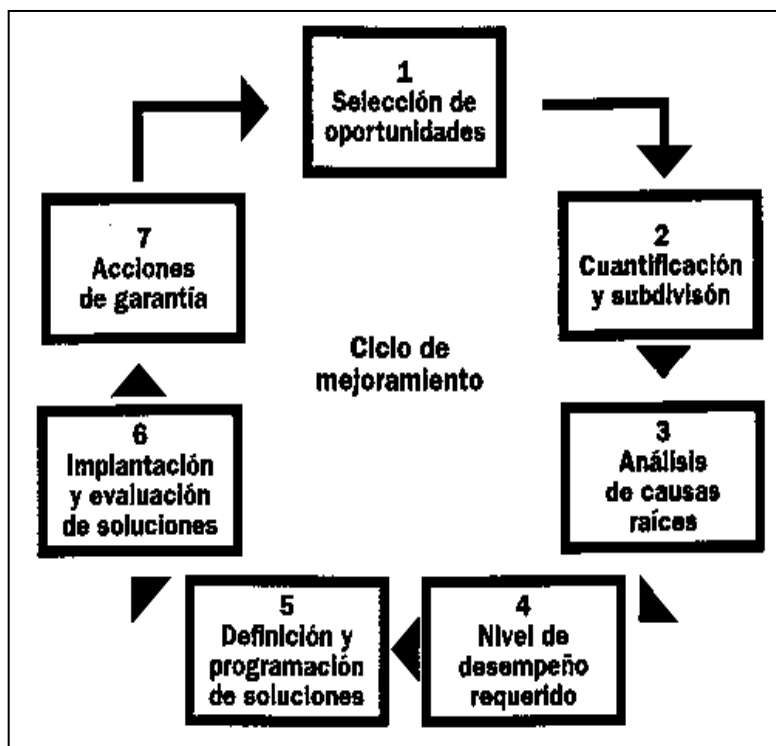 1
Selección de
oportunidades
2
Cuantificación
y subdivisón
3
Análisis
de causas
raíces
4
Nivel de
desempeño
requerido
5
Definición y
programación
de soluciones
6
Implantación
y evaluación
de soluciones
7
Acciones
de garantía
Ciclo de
mejoramiento